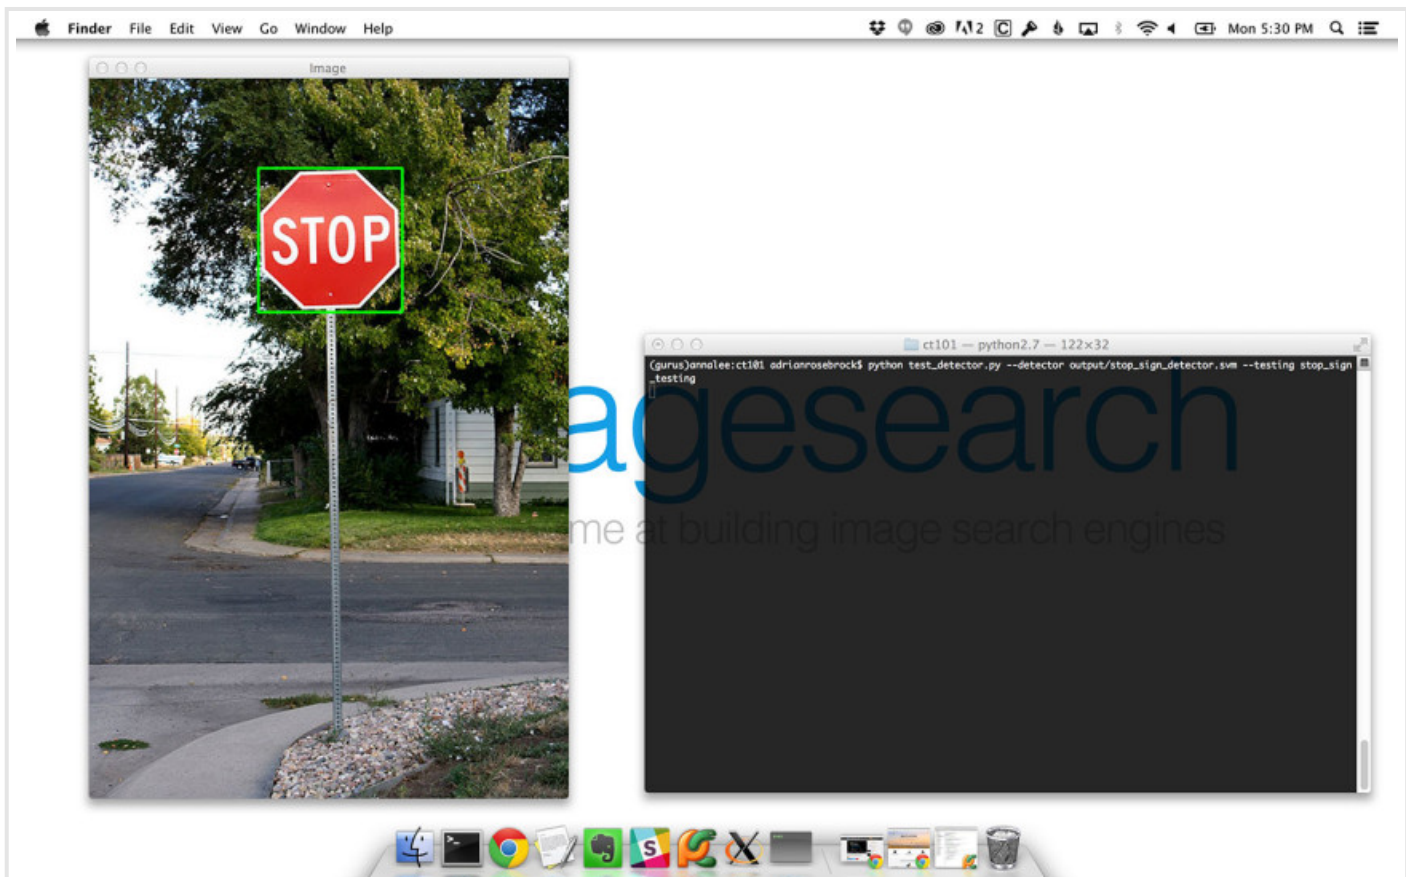 Finder File Edit View Go Window Help
2 Mon 5:30 PM
Image
STOP
ct101 — python2.7 — 122×32
(gurus)annalee:ct101 adrianrosebrock$ python test_detector.py --detector output/stop_sign_detector.svm --testing stop_sign
_testing
agesearch
me at building image search engines
S